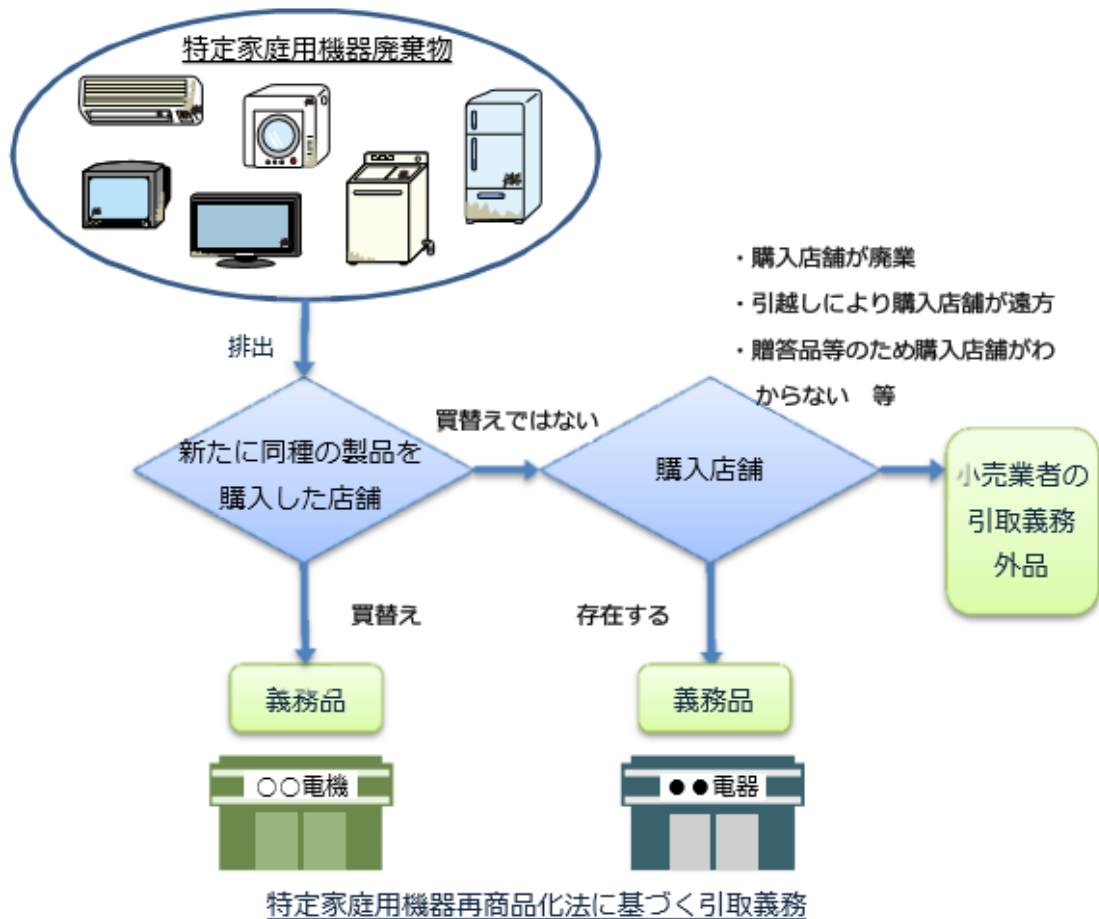 特定家庭用機器廃棄物
・購入店舗が廃業
・引越しにより購入店舗が遠方
・贈答品等のため購入店舗がわ
からない 等
排出
買替えではない
新たに同種の製品を
購入した店舗
購入店舗
小売業者の
引取義務
外品
買替え
存在する
義務品
義務品
○○電機
●●電器
特定家庭用機器再商品化法に基づく引取義務